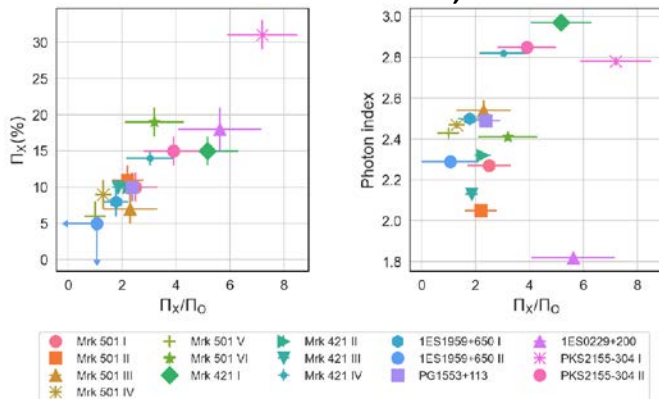 30
25
20
15
10
5
0
Π_X(%)
0 2 4 6 8
Π_X/Π_O
3.0
2.8
2.6
2.4
2.2
2.0
1.8
Photon index
0 2 4 6 8
Π_X/Π_O
Mrk 501 I
Mrk 501 II
Mrk 501 III
Mrk 501 IV
Mrk 501 V
Mrk 501 VI
Mrk 421 I
Mrk 421 II
Mrk 421 III
Mrk 421 IV
1ES1959+650 I
1ES1959+650 II
PG1553+113
1ES0229+200
PKS2155-304 I
PKS2155-304 II